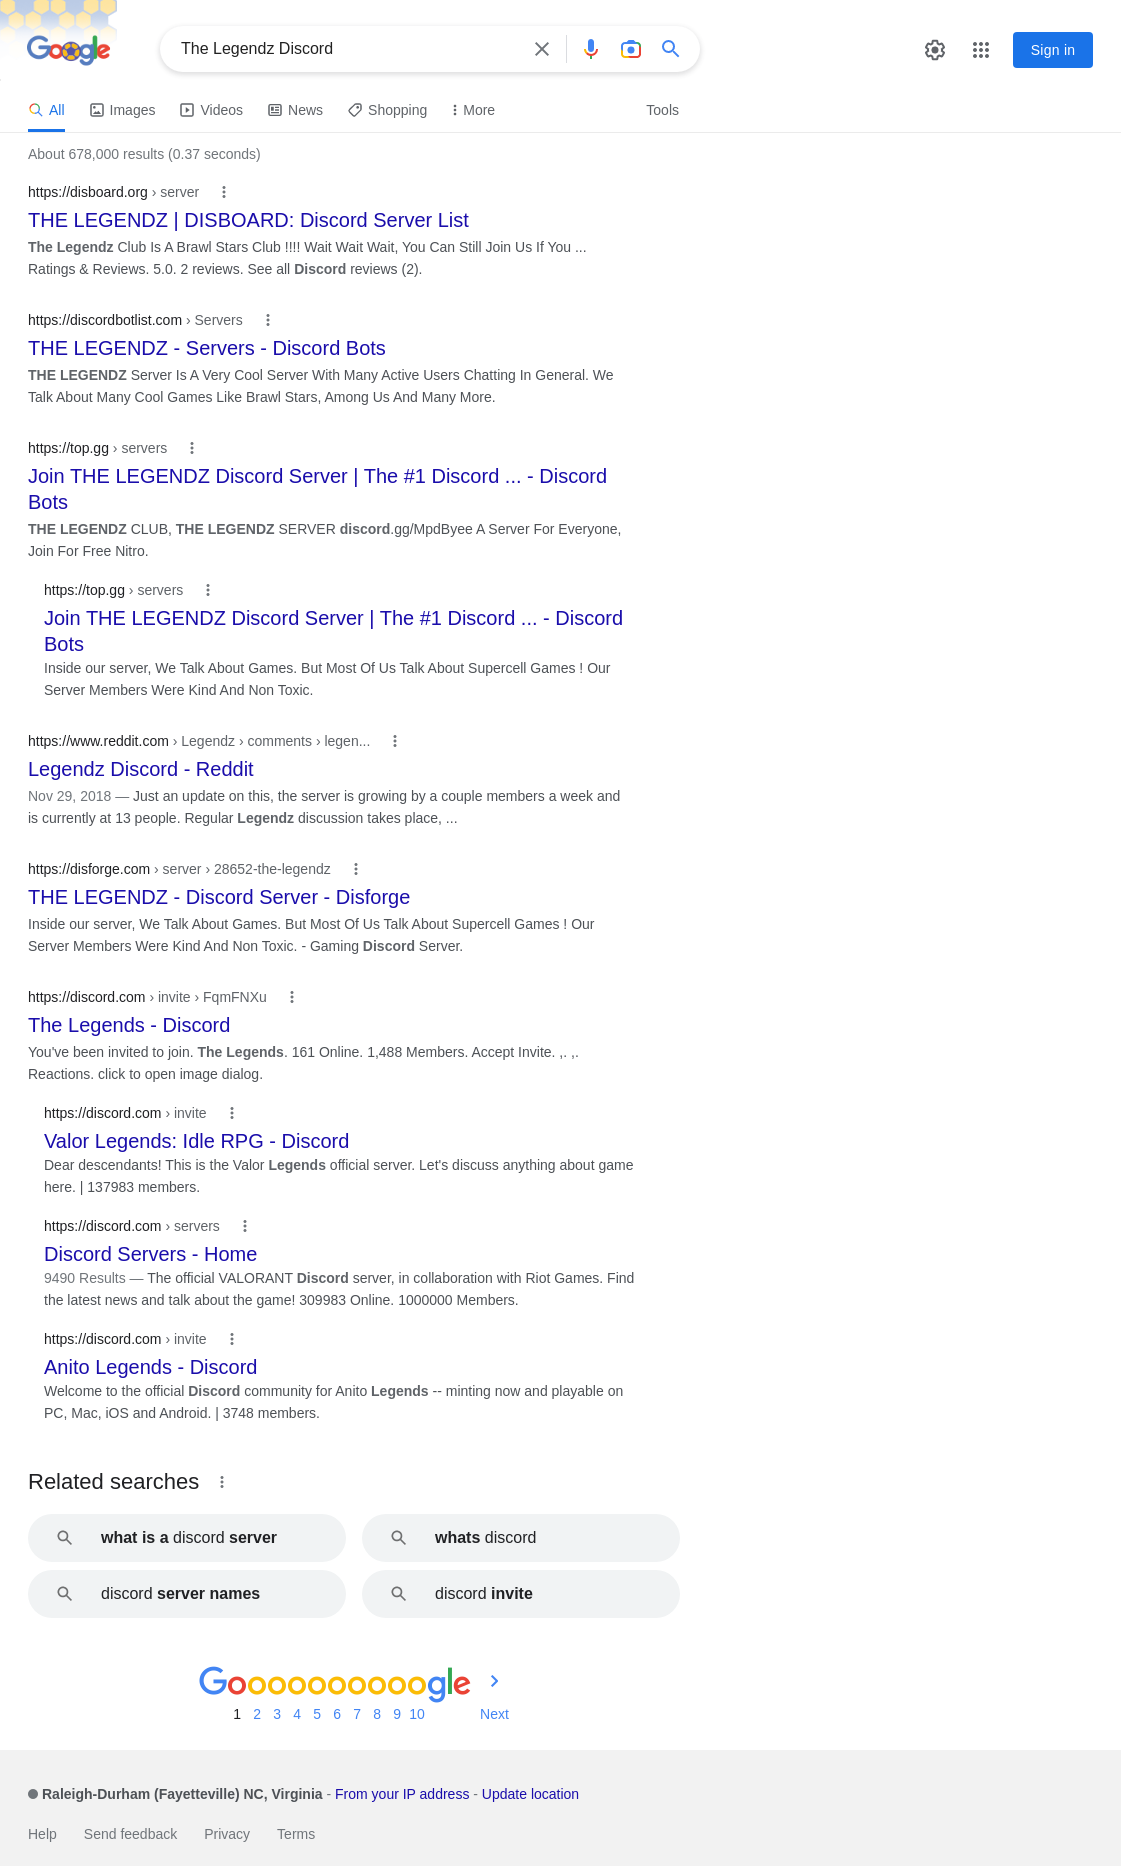 Google
The Legendz Discord
Sign in
All Images Videos News Shopping More Tools
About 678,000 results (0.37 seconds)
https://disboard.org › server
THE LEGENDZ | DISBOARD: Discord Server List
The Legendz Club Is A Brawl Stars Club !!!! Wait Wait Wait, You Can Still Join Us If You ...
Ratings & Reviews. 5.0. 2 reviews. See all Discord reviews (2).
https://discordbotlist.com › Servers
THE LEGENDZ - Servers - Discord Bots
THE LEGENDZ Server Is A Very Cool Server With Many Active Users Chatting In General. We
Talk About Many Cool Games Like Brawl Stars, Among Us And Many More.
https://top.gg › servers
Join THE LEGENDZ Discord Server | The #1 Discord ... - Discord
Bots
THE LEGENDZ CLUB, THE LEGENDZ SERVER discord.gg/MpdByee A Server For Everyone,
Join For Free Nitro.
https://top.gg › servers
Join THE LEGENDZ Discord Server | The #1 Discord ... - Discord
Bots
Inside our server, We Talk About Games. But Most Of Us Talk About Supercell Games ! Our
Server Members Were Kind And Non Toxic.
https://www.reddit.com › Legendz › comments › legen...
Legendz Discord - Reddit
Nov 29, 2018 — Just an update on this, the server is growing by a couple members a week and
is currently at 13 people. Regular Legendz discussion takes place, ...
https://disforge.com › server › 28652-the-legendz
THE LEGENDZ - Discord Server - Disforge
Inside our server, We Talk About Games. But Most Of Us Talk About Supercell Games ! Our
Server Members Were Kind And Non Toxic. - Gaming Discord Server.
https://discord.com › invite › FqmFNXu
The Legends - Discord
You've been invited to join. The Legends. 161 Online. 1,488 Members. Accept Invite. ,. ,.
Reactions. click to open image dialog.
https://discord.com › invite
Valor Legends: Idle RPG - Discord
Dear descendants! This is the Valor Legends official server. Let's discuss anything about game
here. | 137983 members.
https://discord.com › servers
Discord Servers - Home
9490 Results — The official VALORANT Discord server, in collaboration with Riot Games. Find
the latest news and talk about the game! 309983 Online. 1000000 Members.
https://discord.com › invite
Anito Legends - Discord
Welcome to the official Discord community for Anito Legends -- minting now and playable on
PC, Mac, iOS and Android. | 3748 members.
Related searches
what is a discord server
whats discord
discord server names
discord invite
Goooooooooogle
1 2 3 4 5 6 7 8 9 10 Next
Raleigh-Durham (Fayetteville) NC, Virginia - From your IP address - Update location
Help Send feedback Privacy Terms